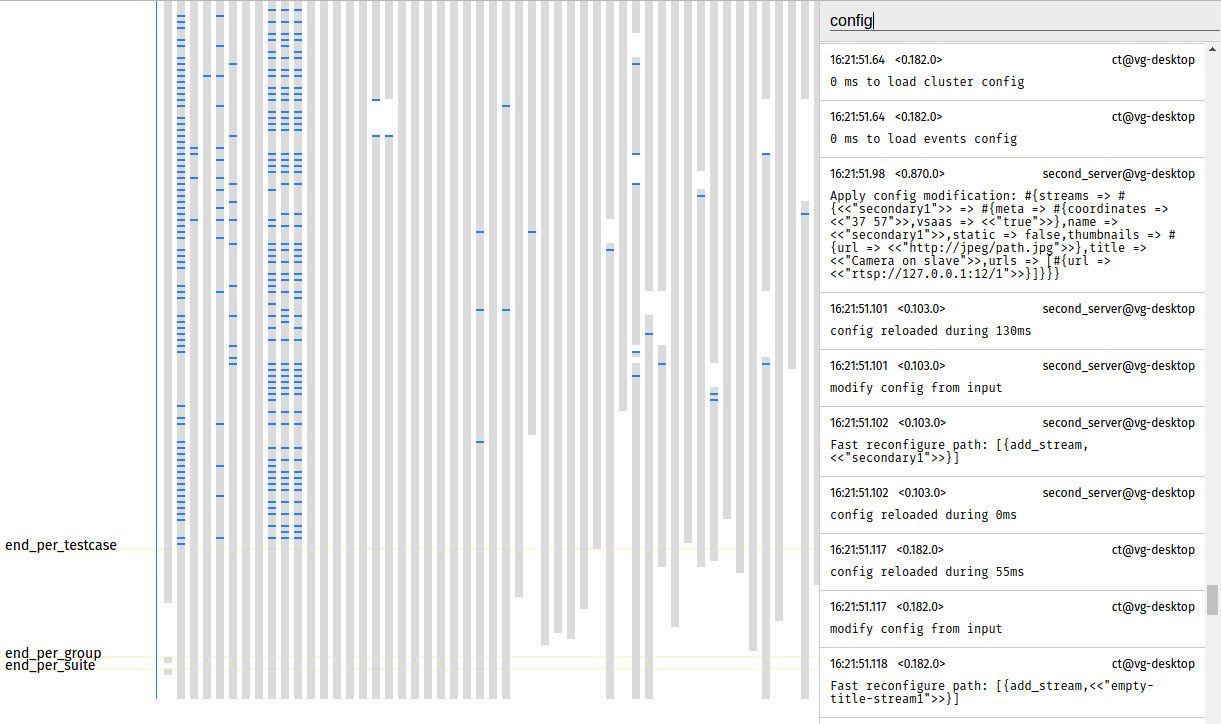 config
16:21:51.64 <0.182.0> ct@vg-desktop
0 ms to load cluster config
16:21:51.64 <0.182.0> ct@vg-desktop
0 ms to load events config
16:21:51.98 <0.870.0> second_server@vg-desktop
Apply config modification: #{streams => #
{<<"secondary1">> => #{meta => #{coordinates =>
<<"37 57">>,vsaas => <<"true">>},name =>
<<"secondary1">>,static => false,thumbnails => #
{url => <<"http://jpeg/path.jpg">>},title =>
<<"Camera on slave">>,urls => [#{url =>
<<"rtsp://127.0.0.1:12/1">>}]}}}
16:21:51.101 <0.103.0> second_server@vg-desktop
config reloaded during 130ms
16:21:51.101 <0.103.0> second_server@vg-desktop
modify config from input
16:21:51.102 <0.103.0> second_server@vg-desktop
Fast reconfigure path: [{add_stream,
<<"secondary1">>}]
16:21:51.102 <0.103.0> second_server@vg-desktop
config reloaded during 0ms
16:21:51.117 <0.182.0> ct@vg-desktop
config reloaded during 55ms
16:21:51.117 <0.182.0> ct@vg-desktop
modify config from input
16:21:51.118 <0.182.0> ct@vg-desktop
Fast reconfigure path: [{add_stream,<<"empty-
title-stream1">>}]
end_per_testcase
end_per_group
end_per_suite